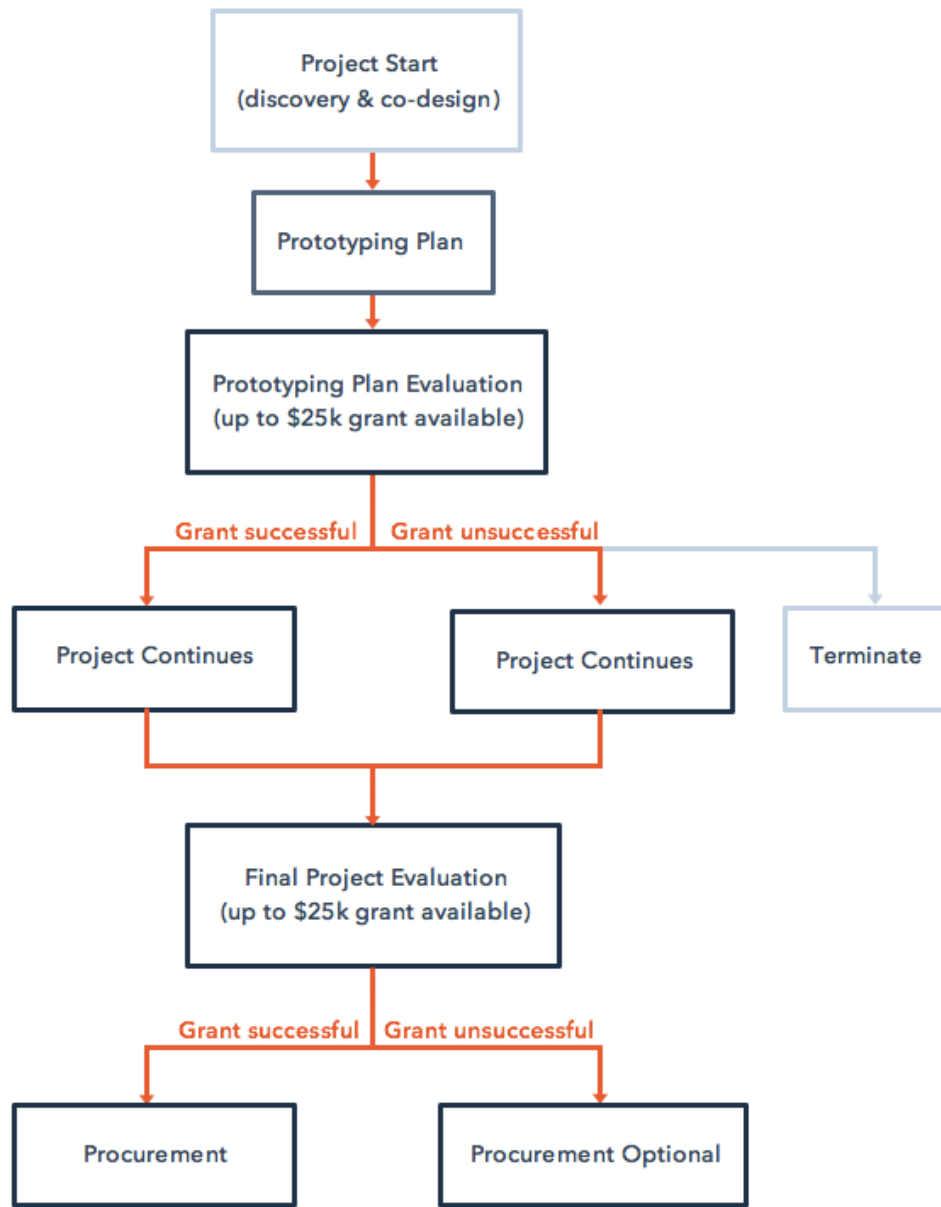 Project Start
(discovery & co-design)
Prototyping Plan
Prototyping Plan Evaluation
(up to $25k grant available)
Grant successful
Grant unsuccessful
Project Continues
Project Continues
Terminate
Final Project Evaluation
(up to $25k grant available)
Grant successful
Grant unsuccessful
Procurement
Procurement Optional